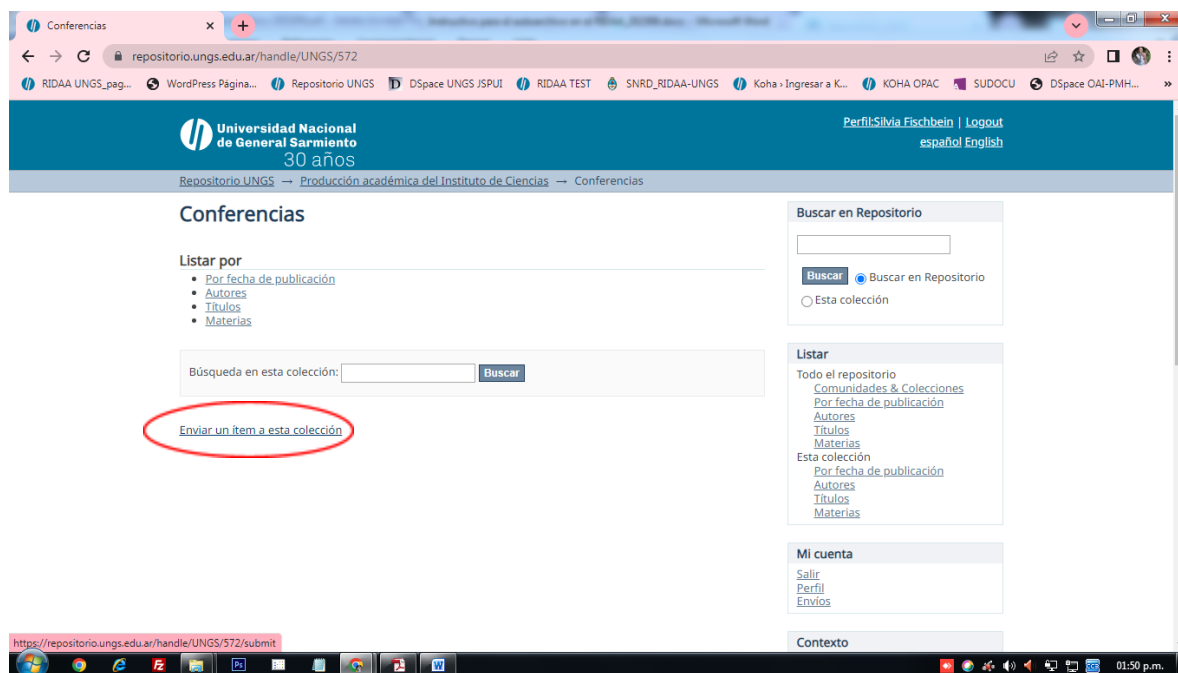 Conferencias
repositorio.ungs.edu.ar/handle/UNGS/572
RIDAA UNGS_pag... WordPress Página... Repositorio UNGS DSpace UNGS JSPUI RIDAA TEST SNRD_RIDAA-UNGS Koha › Ingresar a K... KOHA OPAC SUDOCU DSpace OAI-PMH... »
Universidad Nacional
de General Sarmiento
30 años
Perfil:Silvia Fischbein | Logout
español English
Repositorio UNGS → Producción académica del Instituto de Ciencias → Conferencias
Conferencias
Listar por
Por fecha de publicación
Autores
Títulos
Materias
Búsqueda en esta colección: Buscar
Enviar un ítem a esta colección
Buscar en Repositorio
Buscar Buscar en Repositorio
Esta colección
Listar
Todo el repositorio
Comunidades & Colecciones
Por fecha de publicación
Autores
Títulos
Materias
Esta colección
Por fecha de publicación
Autores
Títulos
Materias
Mi cuenta
Salir
Perfil
Envíos
Contexto
https://repositorio.ungs.edu.ar/handle/UNGS/572/submit
01:50 p.m.